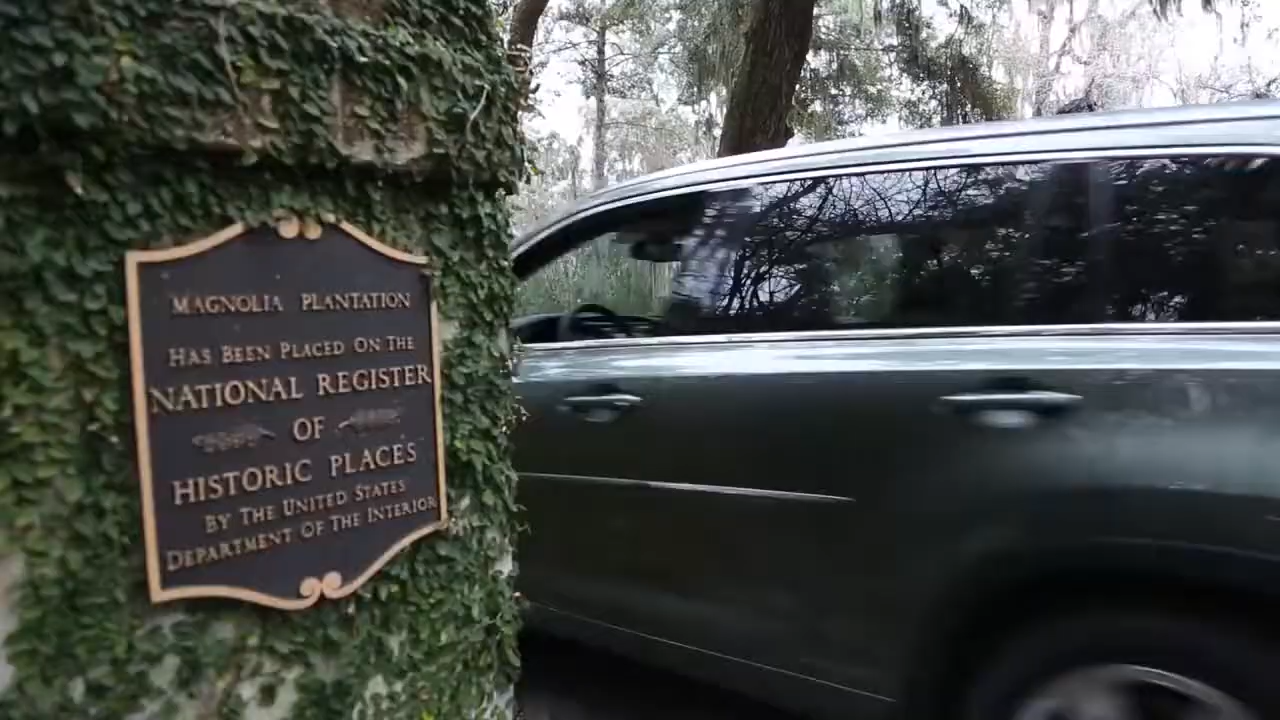 MAGNOLIA PLANTATION
HAS BEEN PLACED ON THE
NATIONAL REGISTER
OF
HISTORIC PLACES
BY THE UNITED STATES
DEPARTMENT OF THE INTERIOR